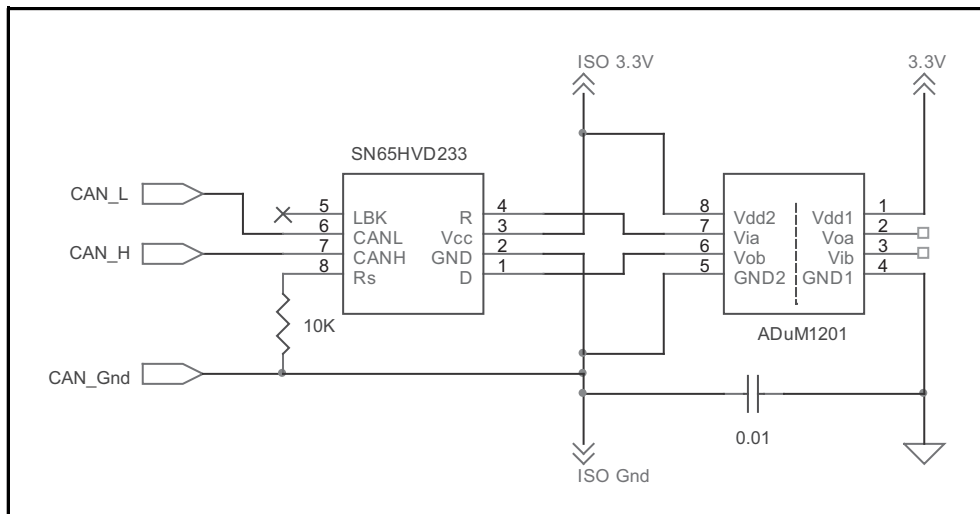 ISO 3.3V
3.3V
SN65HVD233
CAN_L
CAN_H
CAN_Gnd
5 LBK R 4
6 CANL Vcc 3
7 CANH GND 2
8 Rs D 1
10K
8 Vdd2 Vdd1 1
7 Via Voa 2
6 Vob Vib 3
5 GND2 GND1 4
ADuM1201
0.01
ISO Gnd